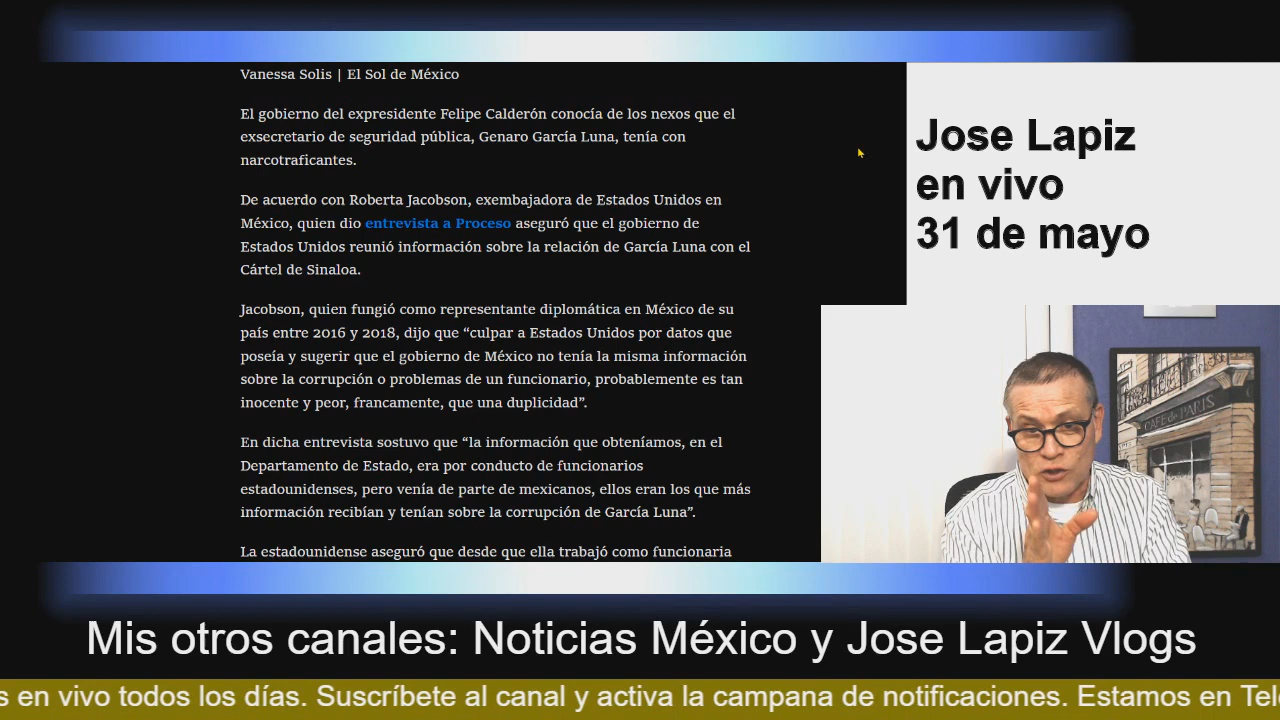 Vanessa Solis | El Sol de México
El gobierno del expresidente Felipe Calderón conocía de los nexos que el
exsecretario de seguridad pública, Genaro García Luna, tenía con
narcotraficantes.
De acuerdo con Roberta Jacobson, exembajadora de Estados Unidos en
México, quien dio entrevista a Proceso aseguró que el gobierno de
Estados Unidos reunió información sobre la relación de García Luna con el
Cártel de Sinaloa.
Jacobson, quien fungió como representante diplomática en México de su
país entre 2016 y 2018, dijo que “culpar a Estados Unidos por datos que
poseía y sugerir que el gobierno de México no tenía la misma información
sobre la corrupción o problemas de un funcionario, probablemente es tan
inocente y peor, francamente, que una duplicidad”.
En dicha entrevista sostuvo que “la información que obteníamos, en el
Departamento de Estado, era por conducto de funcionarios
estadounidenses, pero venía de parte de mexicanos, ellos eran los que más
información recibían y tenían sobre la corrupción de García Luna”.
La estadounidense aseguró que desde que ella trabajó como funcionaria
Jose Lapiz
en vivo
31 de mayo
CAFE de PARIS
Mis otros canales: Noticias México y Jose Lapiz Vlogs
s en vivo todos los días. Suscríbete al canal y activa la campana de notificaciones. Estamos en Tel